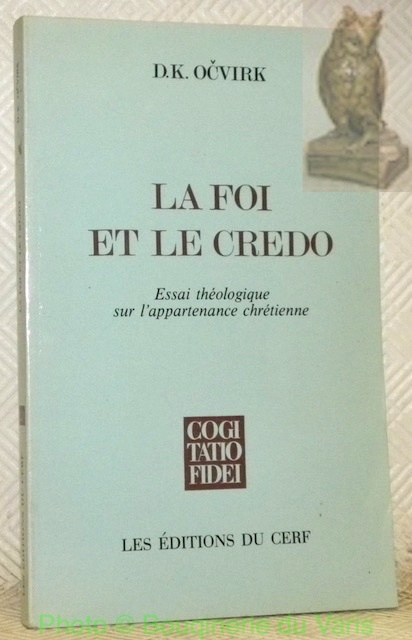 D.K. OČVIRK
LA FOI
ET LE CREDO
Essai théologique
sur l'appartenance chrétienne
COGI
TATIO
FIDEI
LES ÉDITIONS DU CERF
Photo © Bouquinerie du Varis